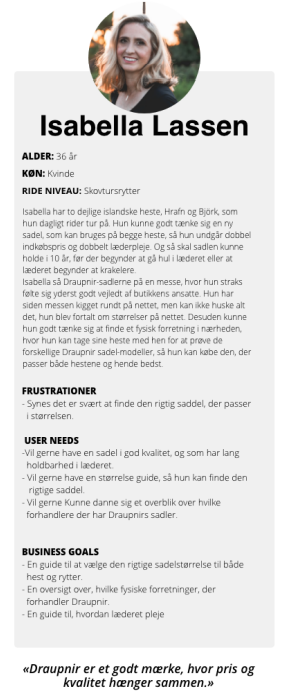 Isabella Lassen
ALDER: 36 år
KØN: Kvinde
RIDE NIVEAU: Skovtursrytter
Isabella har to dejlige islandske heste, Hrafn og Björk, som
hun dagligt rider tur på. Hun kunne godt tænke sig en ny
sadel, som kan bruges på begge heste, så hun undgår dobbel
indkøbspris og dobbelt læderpleje. Og så skal sadlen kunne
holde i 10 år, før der begynder at gå hul i læderet eller at
læderet begynder at krakelere.
Isabella så Draupnir-sadlerne på en messe, hvor hun straks
følte sig yderst godt vejledt af butikkens ansatte. Hun har
siden messen kigget rundt på nettet, men kan ikke huske alt
det, hun blev fortalt om størrelser på nettet. Desuden kunne
hun godt tænke sig at finde et fysisk forretning i nærheden,
hvor hun kan tage sine heste med hen for at prøve de
forskellige Draupnir sadel-modeller, så hun kan købe den, der
passer både hestene og hende bedst.
FRUSTRATIONER
- Synes det er svært at finde den rigtig saddel, der passer
i størrelsen.
USER NEEDS
-Vil gerne have en sadel i god kvalitet, og som har lang
holdbarhed i læderet.
-Vil gerne have en størrelse guide, så hun kan finde den
rigtige saddel.
-Vil gerne Kunne danne sig et overblik over hvilke
forhandlere der har Draupnirs sadler.
BUSINESS GOALS
- En guide til at vælge den rigtige sadelstørrelse til både
hest og rytter.
- En oversigt over, hvilke fysiske forretninger, der
forhandler Draupnir.
- En guide til, hvordan læderet pleje
«Draupnir er et godt mærke, hvor pris og
kvalitet hænger sammen.»